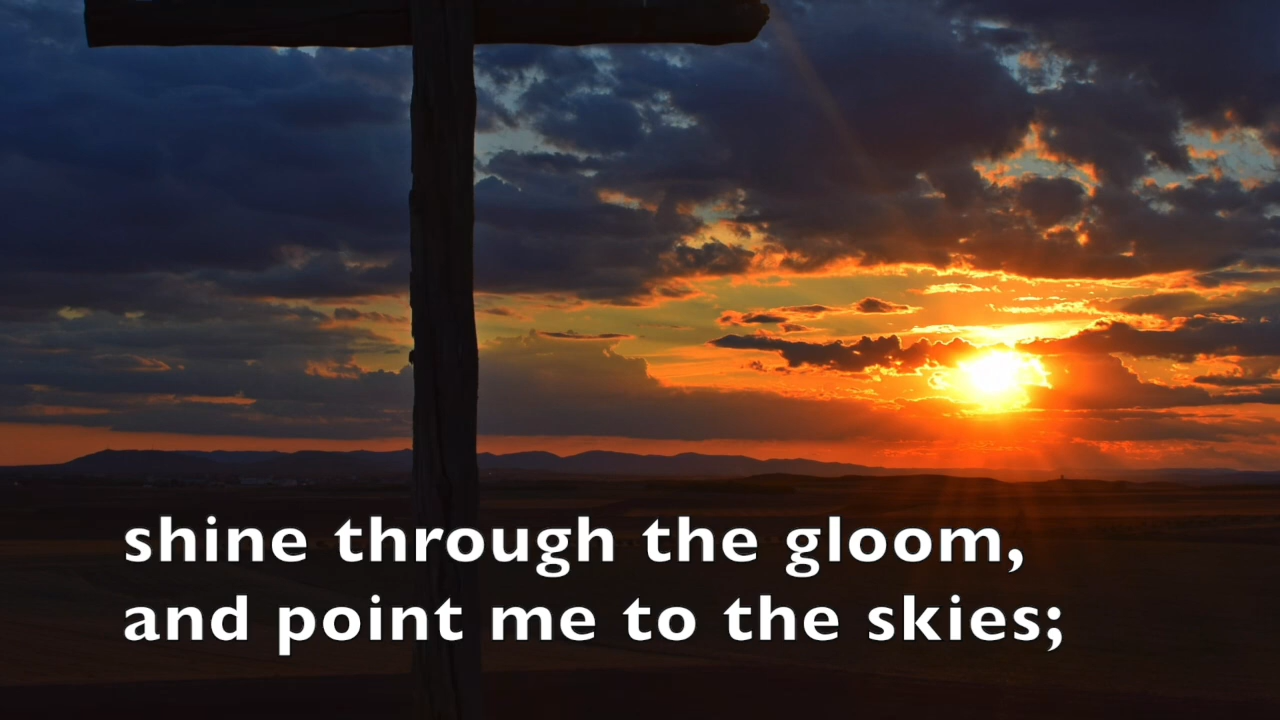 shine through the gloom,
and point me to the skies;